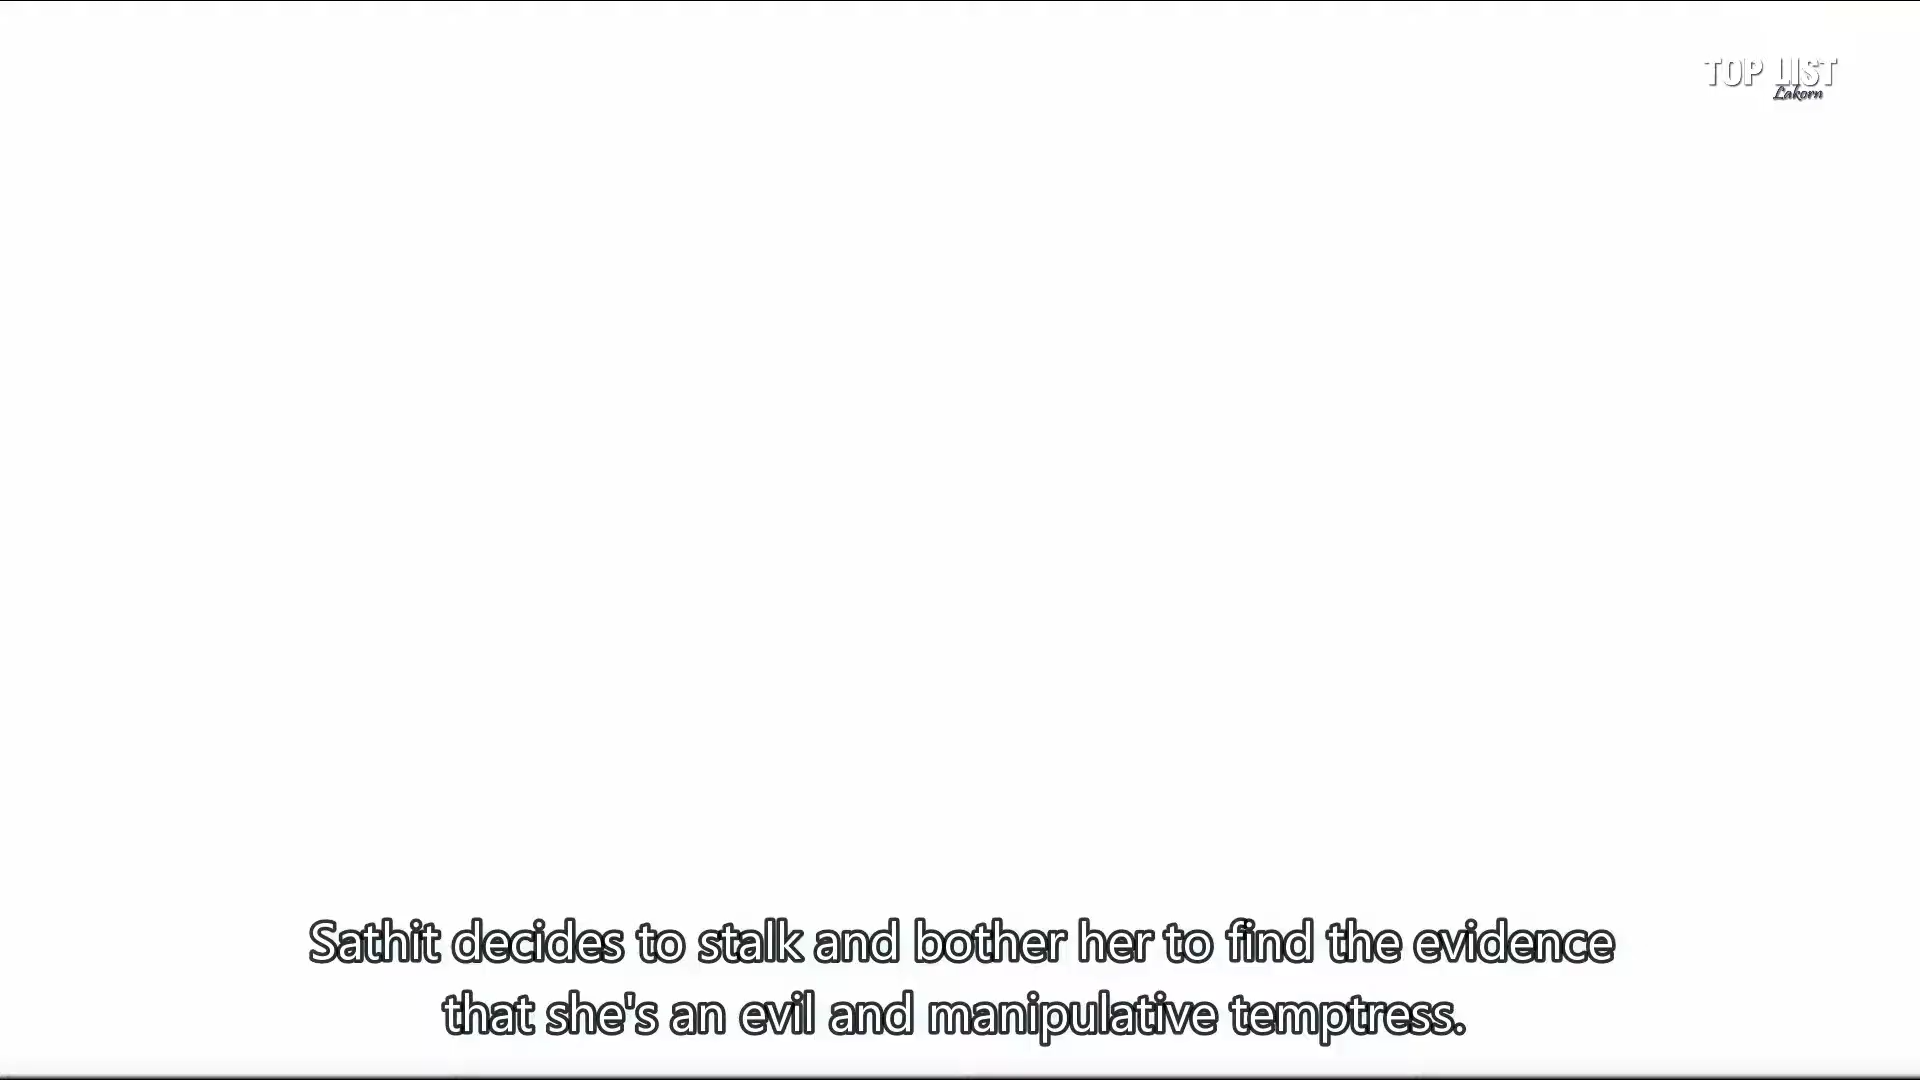 TOP LIST
Lakorn
Sathit decides to stalk and bother her to find the evidence
that she's an evil and manipulative temptress.